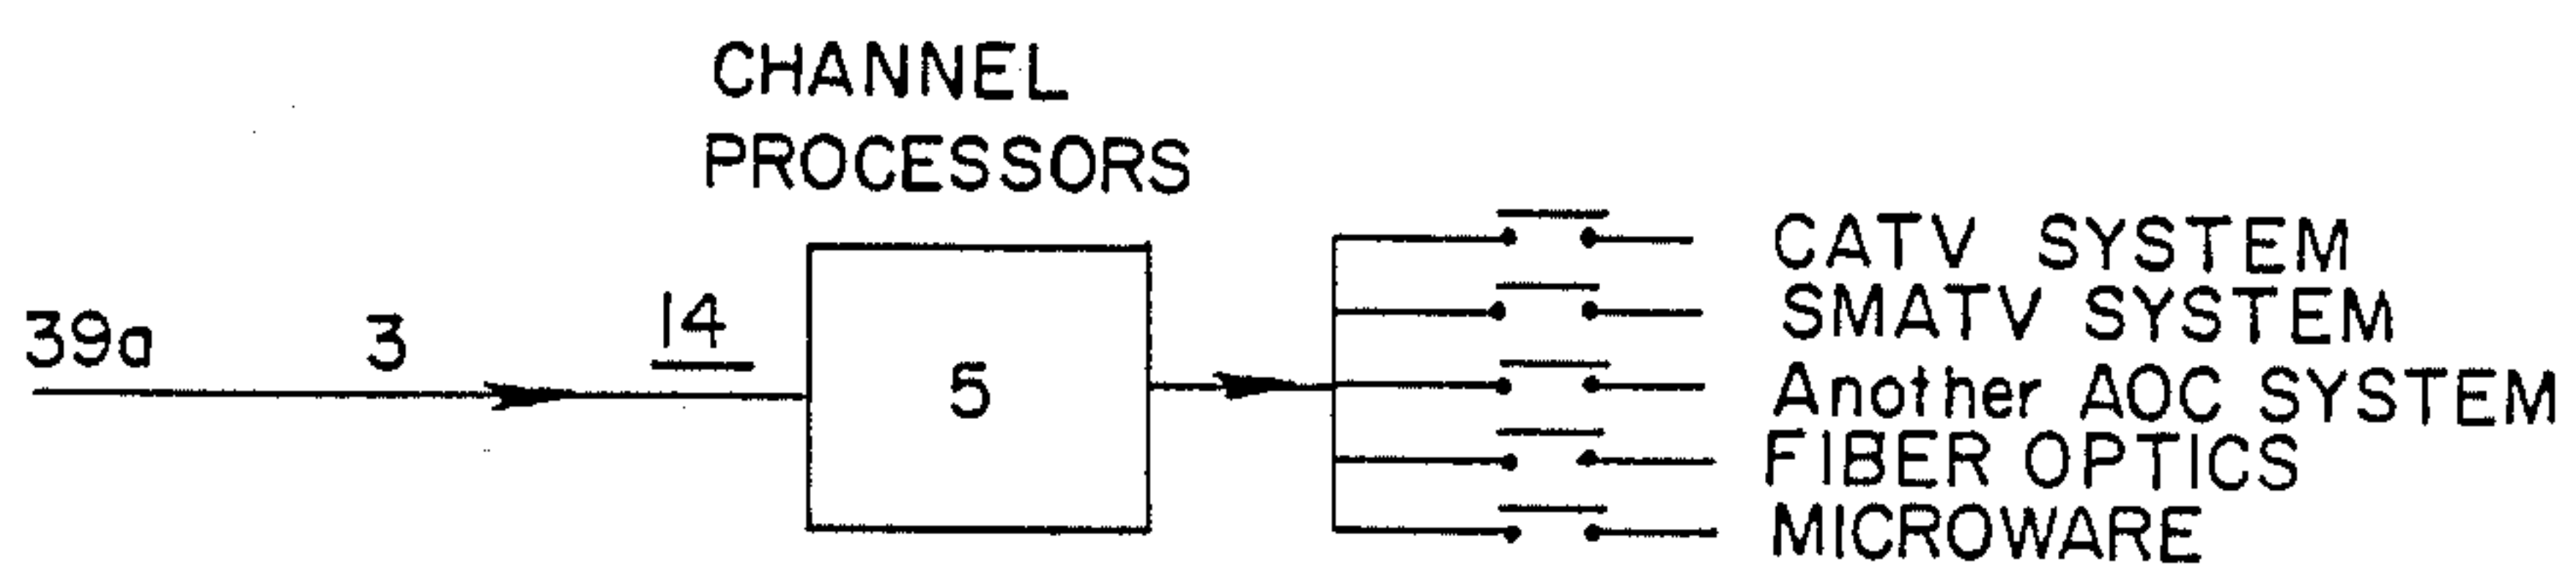 CHANNEL
PROCESSORS
39a 3 14
5
CATV SYSTEM
SMATV SYSTEM
Another AOC SYSTEM
FIBER OPTICS
MICROWARE